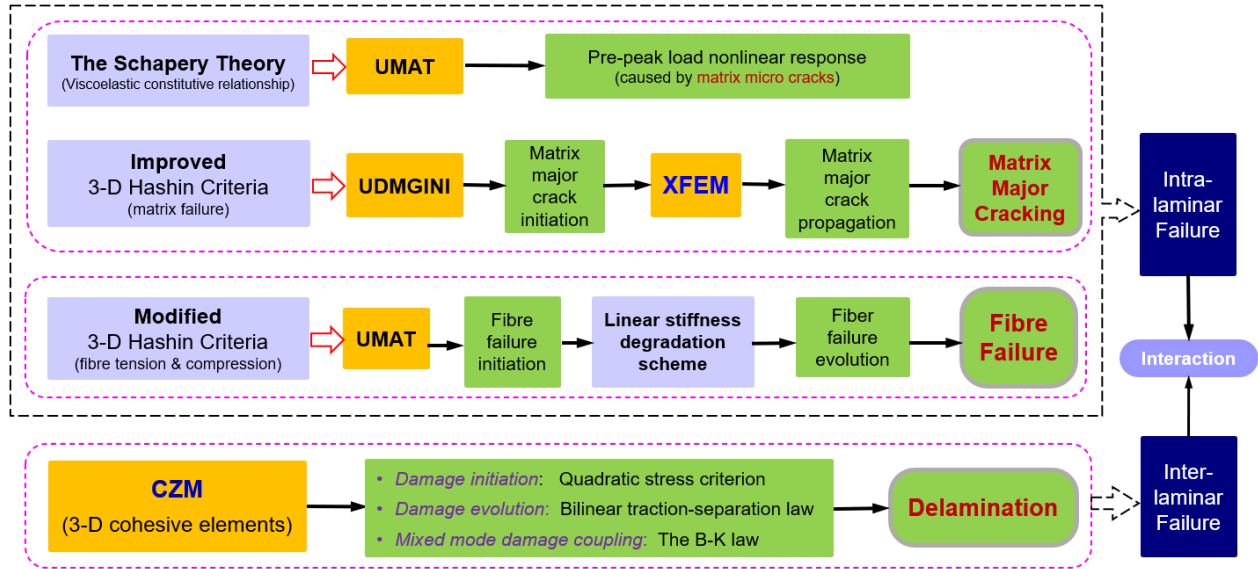 The Schapery Theory
(Viscoelastic constitutive relationship)
UMAT
Pre-peak load nonlinear response
(caused by matrix micro cracks)
Improved
3-D Hashin Criteria
(matrix failure)
UDMGINI
Matrix
major
crack
initiation
XFEM
Matrix
major
crack
propagation
Matrix
Major
Cracking
Intra-
laminar
Failure
Modified
3-D Hashin Criteria
(fibre tension & compression)
UMAT
Fibre
failure
initiation
Linear stiffness
degradation
scheme
Fiber
failure
evolution
Fibre
Failure
Interaction
CZM
(3-D cohesive elements)
• Damage initiation: Quadratic stress criterion
• Damage evolution: Bilinear traction-separation law
• Mixed mode damage coupling: The B-K law
Delamination
Inter-
laminar
Failure